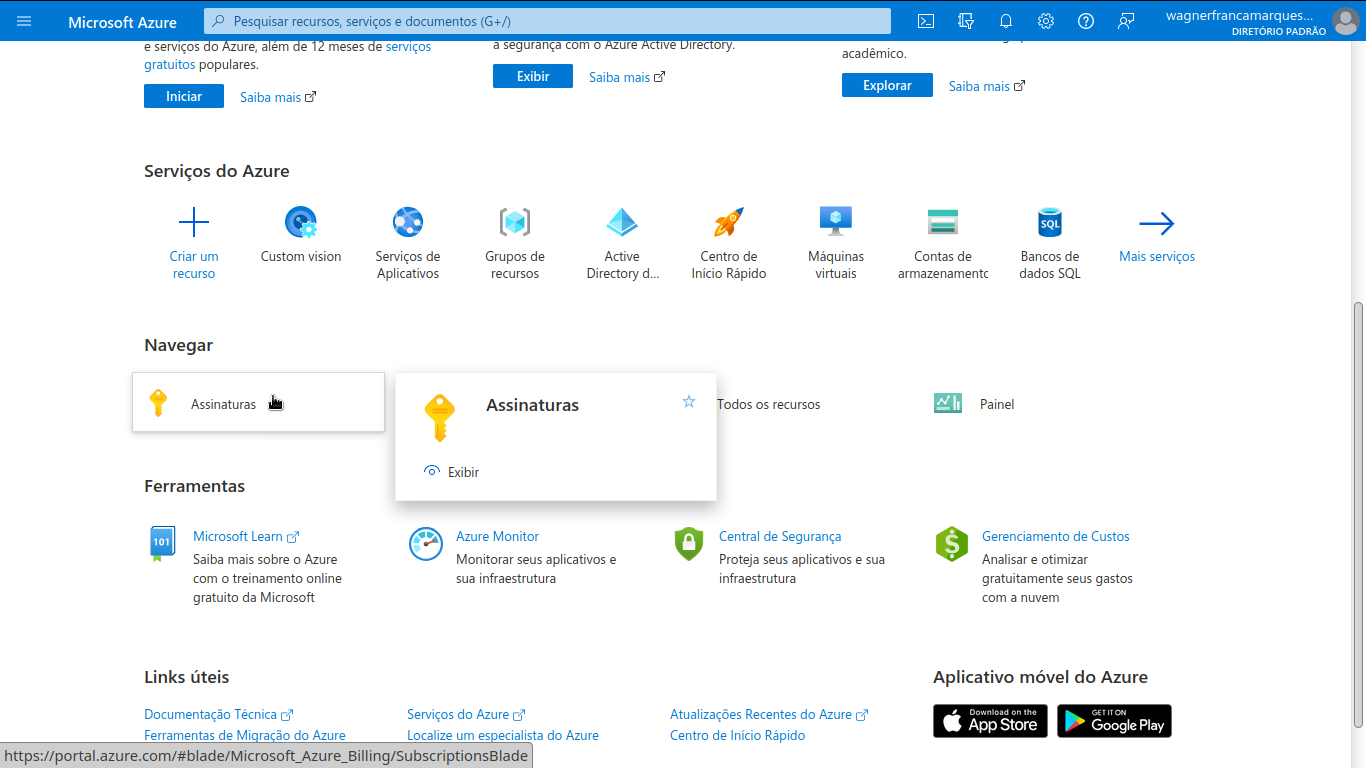 Microsoft Azure
Pesquisar recursos, serviços e documentos (G+/)
wagnerfrancamarques...
DIRETÓRIO PADRÃO
e serviços do Azure, além de 12 meses de serviços
gratuitos populares.
Iniciar
Saiba mais
a segurança com o Azure Active Directory.
Exibir
Saiba mais
acadêmico.
Explorar
Saiba mais
Serviços do Azure
Criar um
recurso
Custom vision
Serviços de
Aplicativos
Grupos de
recursos
Active
Directory d...
Centro de
Início Rápido
Máquinas
virtuais
Contas de
armazenamento
Bancos de
dados SQL
SQL
Mais serviços
Navegar
Assinaturas
Assinaturas
Exibir
Todos os recursos
Painel
Ferramentas
101
Microsoft Learn
Saiba mais sobre o Azure
com o treinamento online
gratuito da Microsoft
Azure Monitor
Monitorar seus aplicativos e
sua infraestrutura
Central de Segurança
Proteja seus aplicativos e sua
infraestrutura
Gerenciamento de Custos
Analisar e otimizar
gratuitamente seus gastos
com a nuvem
Links úteis
Documentação Técnica
Ferramentas de Migração do Azure
Serviços do Azure
Localize um especialista do Azure
Atualizações Recentes do Azure
Centro de Início Rápido
Aplicativo móvel do Azure
Download on the
App Store
GET IT ON
Google Play
https://portal.azure.com/#blade/Microsoft_Azure_Billing/SubscriptionsBlade